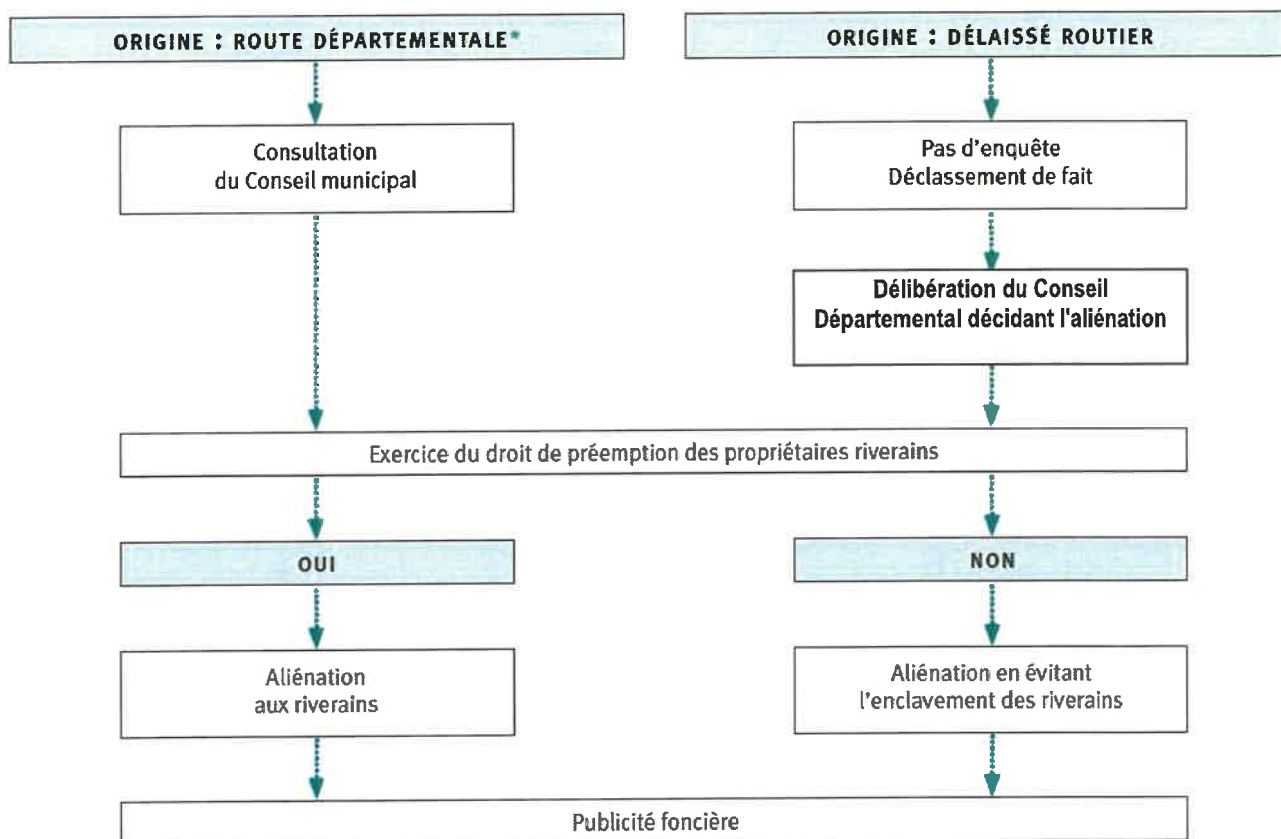 ORIGINE : ROUTE DÉPARTEMENTALE*
ORIGINE : DÉLAISSÉ ROUTIER
Consultation
du Conseil municipal
Pas d'enquête
Déclassement de fait
Délibération du Conseil
Départemental décidant l'aliénation
Exercice du droit de préemption des propriétaires riverains
OUI
NON
Aliénation
aux riverains
Aliénation en évitant
l'enclavement des riverains
Publicité foncière